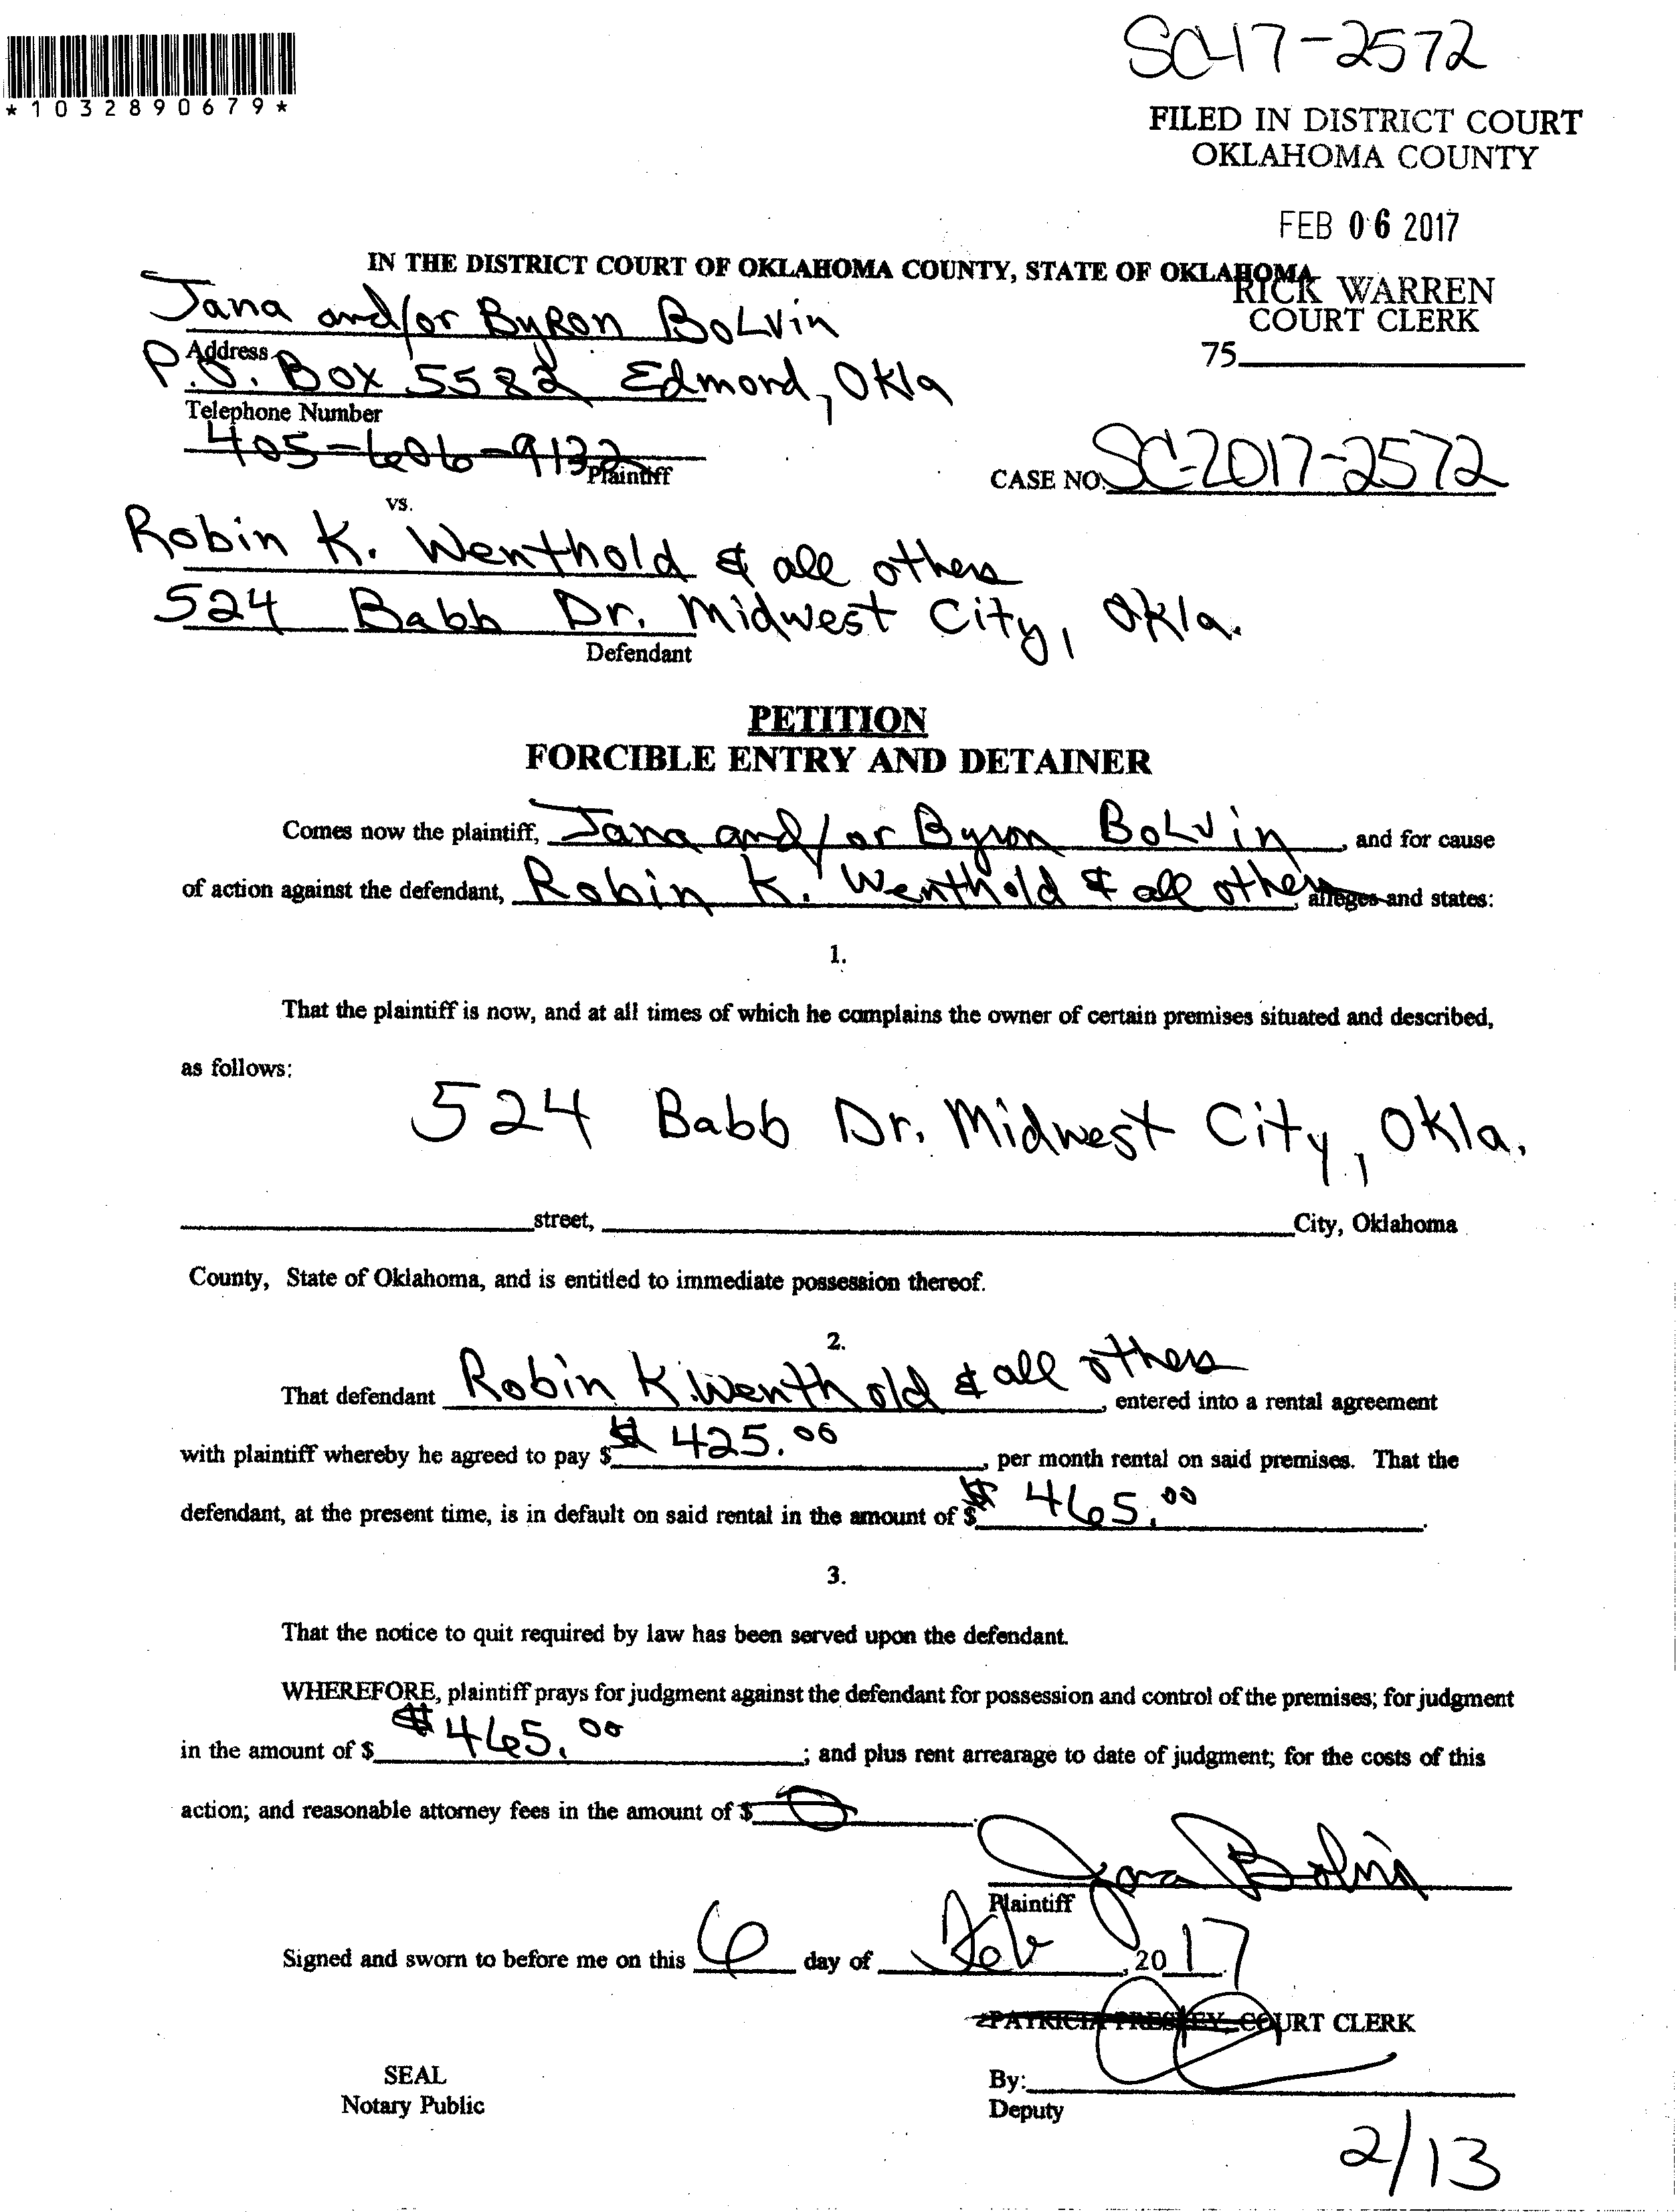 SC-17-2572
*1032890679*
FILED IN DISTRICT COURT
OKLAHOMA COUNTY
FEB 06 2017
IN THE DISTRICT COURT OF OKLAHOMA COUNTY, STATE OF OKLAHOMA
RICK WARREN
COURT CLERK
75
Jana and/or Byron BoLvin
Address
P.O. Box 5582 Edmond, Okla
Telephone Number
405-606-9132
Plaintiff
CASE NO. SC-2017-2572
vs.
Robin K. Wenthold & all others
524 Babb Dr. Midwest City, Okla.
Defendant
PETITION
FORCIBLE ENTRY AND DETAINER
Comes now the plaintiff, Jana and/or Byron BoLvin, and for cause
of action against the defendant, Robin K. Wenthold & all others, alleges and states:
1.
That the plaintiff is now, and at all times of which he complains the owner of certain premises situated and described,
as follows:
524 Babb Dr. Midwest City, Okla.
street, City, Oklahoma
County, State of Oklahoma, and is entitled to immediate possession thereof.
2.
That defendant Robin K. Wenthold & all others, entered into a rental agreement
with plaintiff whereby he agreed to pay $ $ 425.00, per month rental on said premises. That the
defendant, at the present time, is in default on said rental in the amount of $ $ 465.00.
3.
That the notice to quit required by law has been served upon the defendant.
WHEREFORE, plaintiff prays for judgment against the defendant for possession and control of the premises; for judgment
in the amount of $ $465.00; and plus rent arrearage to date of judgment; for the costs of this
action; and reasonable attorney fees in the amount of $ 0.
Jana Bolvin
Plaintiff
Signed and sworn to before me on this 6 day of Feb, 2017.
PATRICIA PRESLEY, COURT CLERK
SEAL
Notary Public
By:
Deputy
2/13